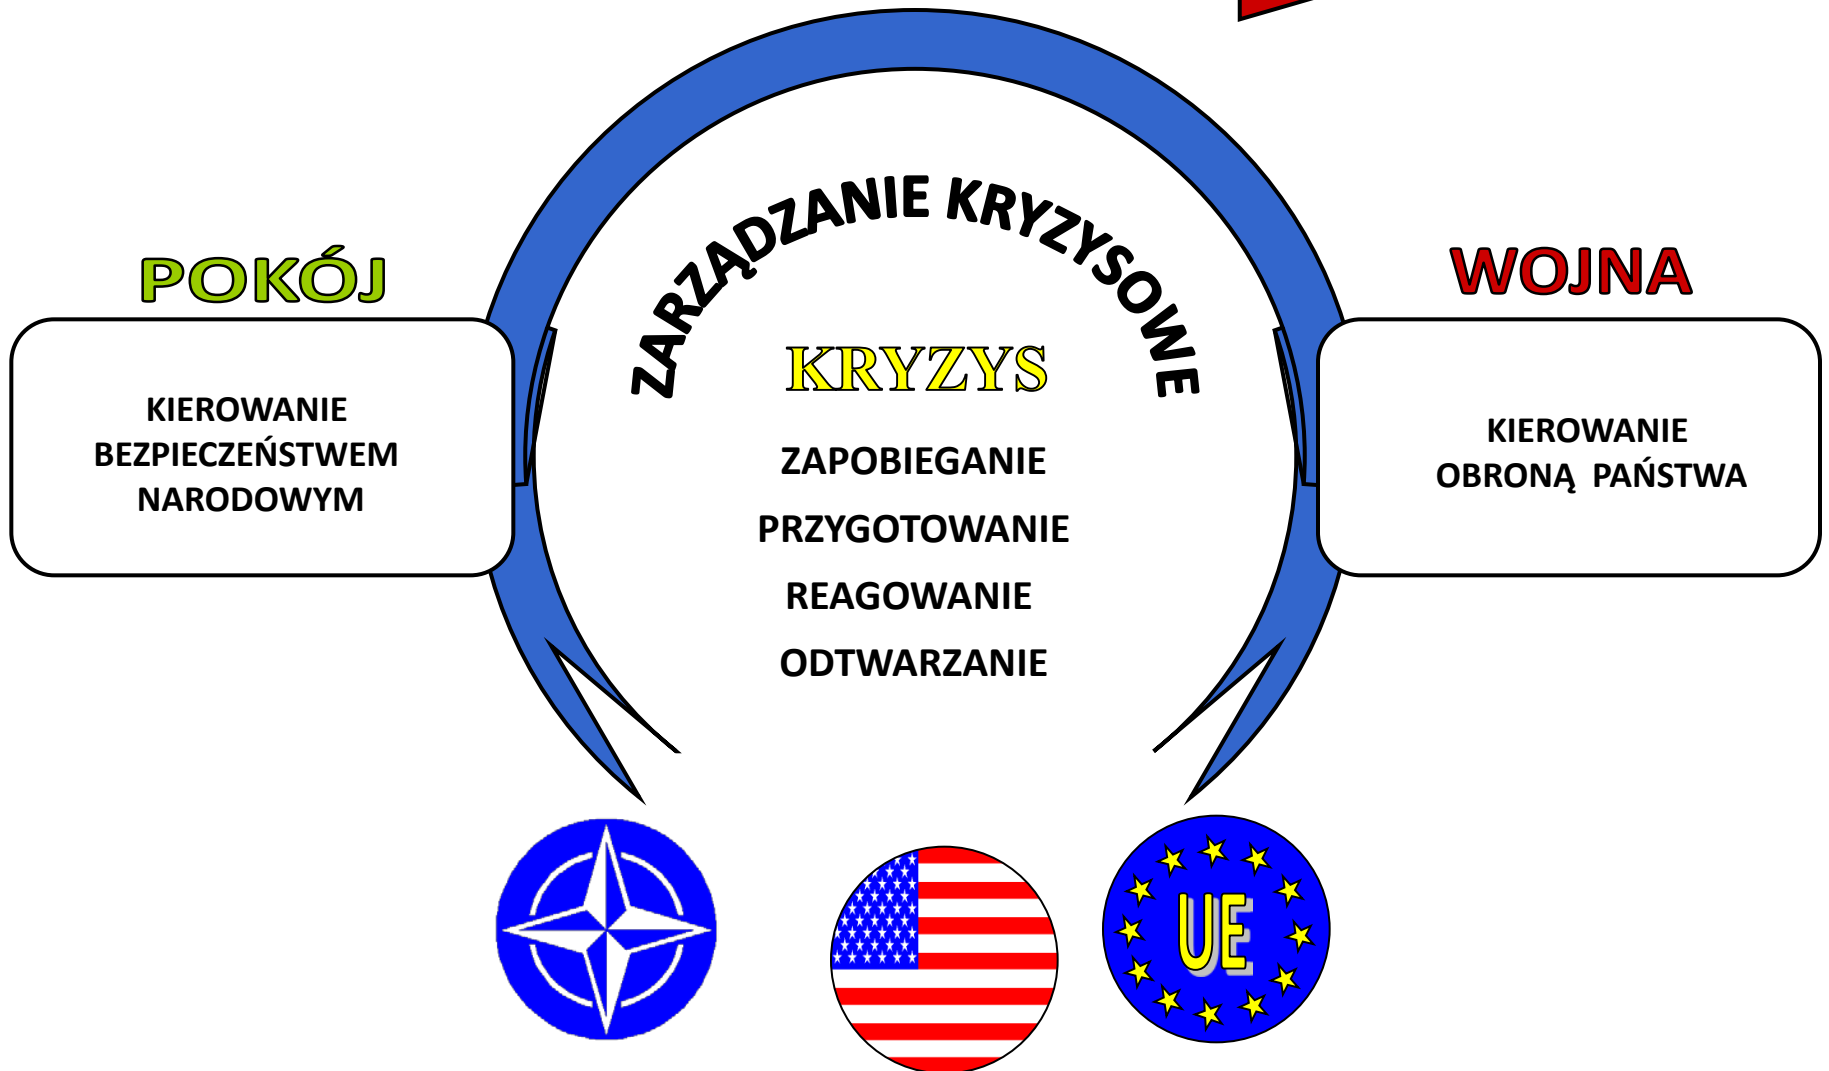 ZARZĄDZANIE KRYZYSOWE
POKÓJ
KIEROWANIE
BEZPIECZEŃSTWEM
NARODOWYM
KRYZYS
ZAPOBIEGANIE
PRZYGOTOWANIE
REAGOWANIE
ODTWARZANIE
WOJNA
KIEROWANIE
OBRONĄ PAŃSTWA
UE